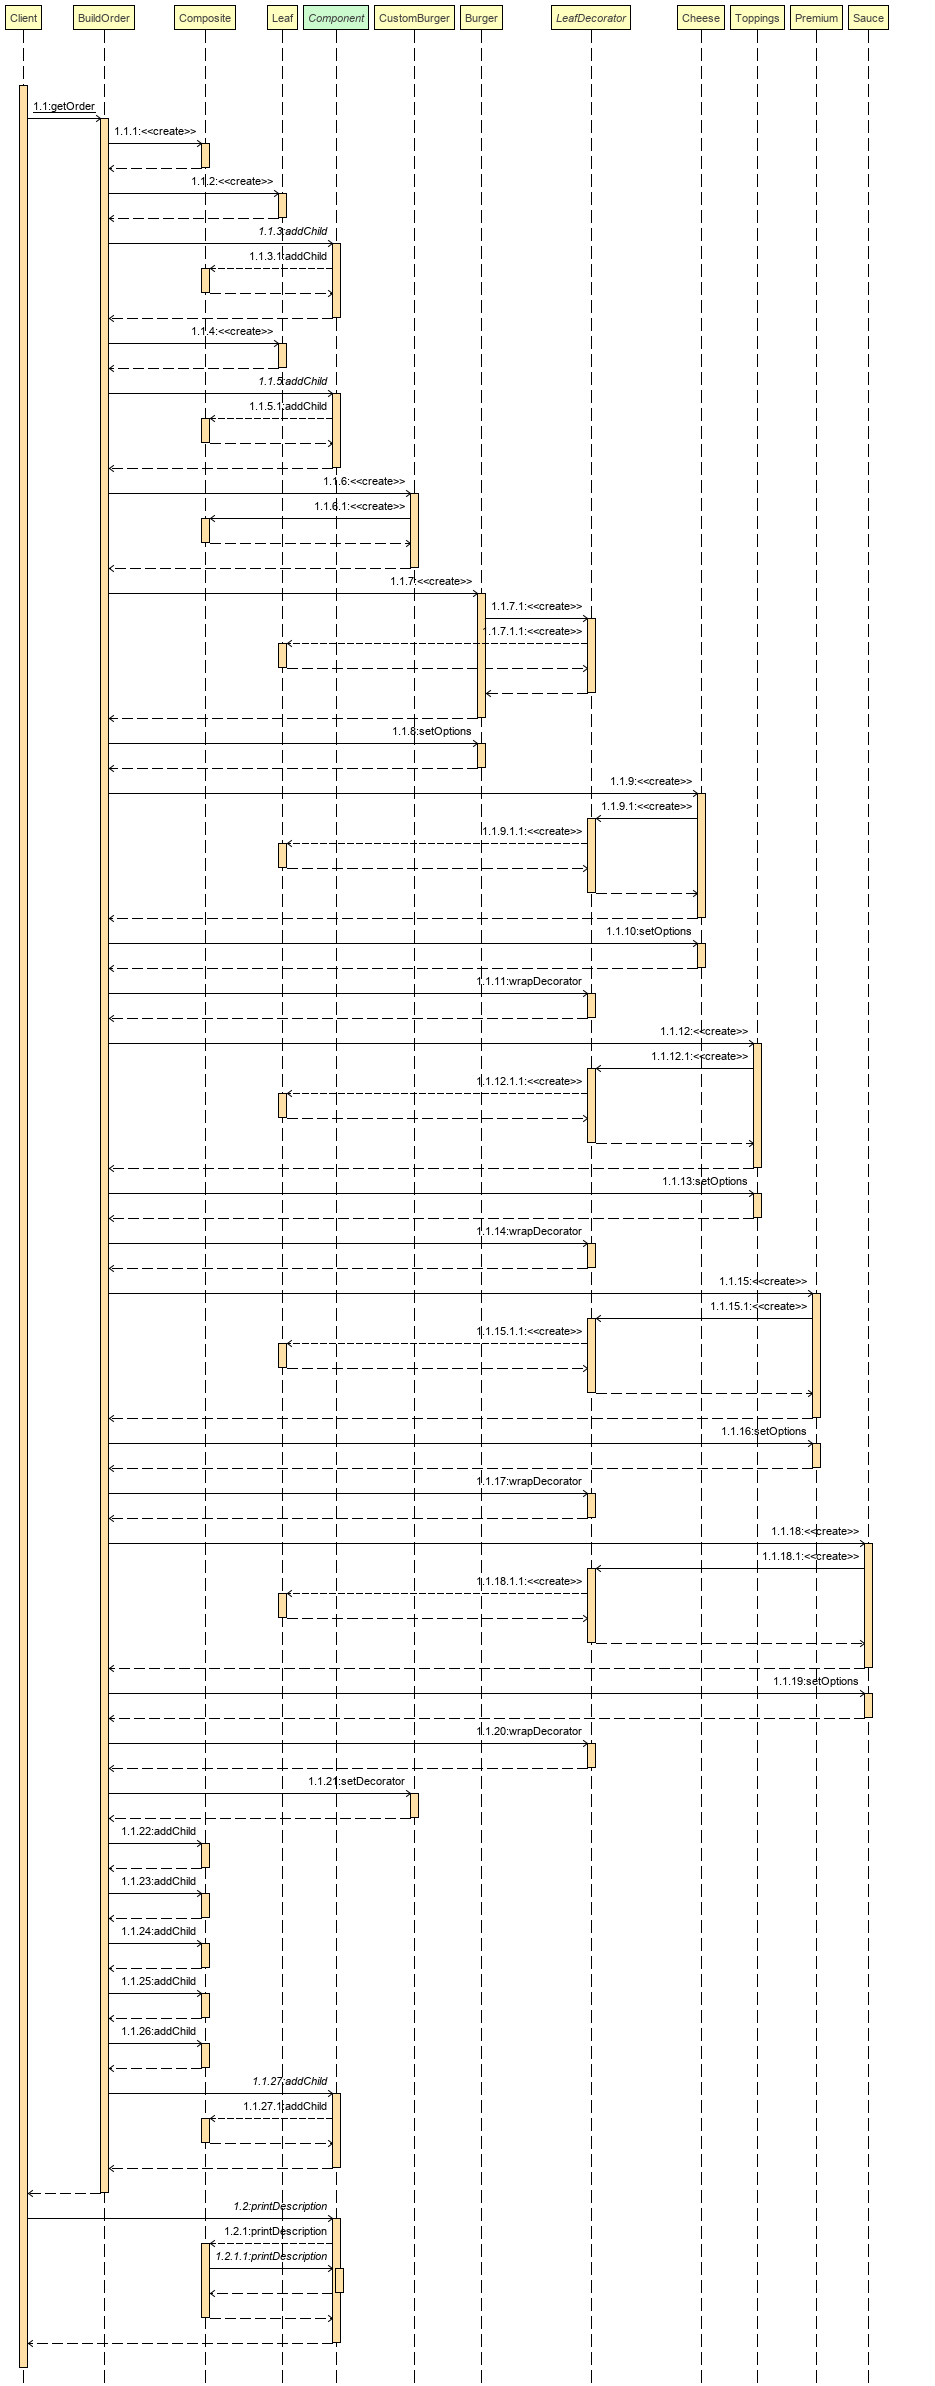 Client BuildOrder Composite Leaf Component CustomBurger Burger LeafDecorator Cheese Toppings Premium Sauce
1.1:getOrder
1.1.1:<<create>>
1.1.2:<<create>>
1.1.3:addChild
1.1.3.1:addChild
1.1.4:<<create>>
1.1.5:addChild
1.1.5.1:addChild
1.1.6:<<create>>
1.1.6.1:<<create>>
1.1.7:<<create>>
1.1.7.1:<<create>>
1.1.7.1.1:<<create>>
1.1.8:setOptions
1.1.9:<<create>>
1.1.9.1:<<create>>
1.1.9.1.1:<<create>>
1.1.10:setOptions
1.1.11:wrapDecorator
1.1.12:<<create>>
1.1.12.1:<<create>>
1.1.12.1.1:<<create>>
1.1.13:setOptions
1.1.14:wrapDecorator
1.1.15:<<create>>
1.1.15.1:<<create>>
1.1.15.1.1:<<create>>
1.1.16:setOptions
1.1.17:wrapDecorator
1.1.18:<<create>>
1.1.18.1:<<create>>
1.1.18.1.1:<<create>>
1.1.19:setOptions
1.1.20:wrapDecorator
1.1.21:setDecorator
1.1.22:addChild
1.1.23:addChild
1.1.24:addChild
1.1.25:addChild
1.1.26:addChild
1.1.27:addChild
1.1.27.1:addChild
1.2:printDescription
1.2.1:printDescription
1.2.1.1:printDescription